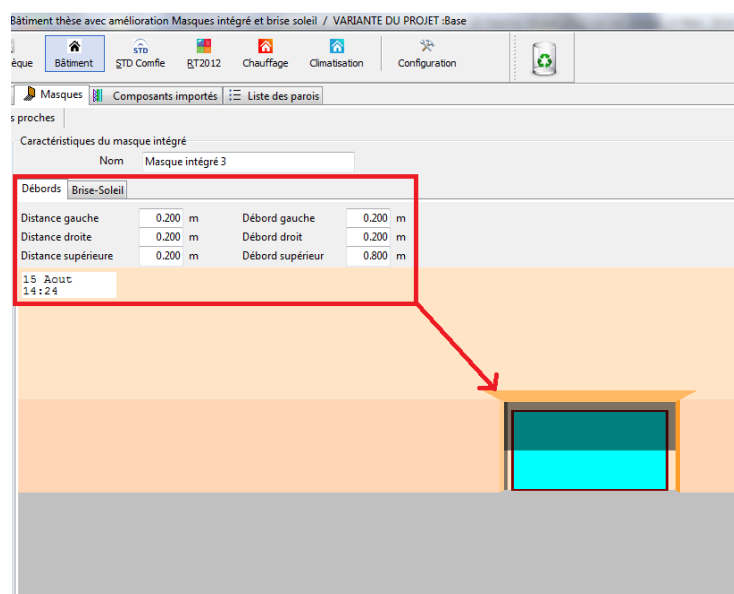 Bâtiment thèse avec amélioration Masques intégré et brise soleil / VARIANTE DU PROJET :Base
STD
èque Bâtiment STD Comfie RT2012 Chauffage Climatisation Configuration
Masques Composants importés Liste des parois
s proches
Caractéristiques du masque intégré
Nom Masque intégré 3
Débords Brise-Soleil
Distance gauche 0.200 m Débord gauche 0.200 m
Distance droite 0.200 m Débord droit 0.200 m
Distance supérieure 0.200 m Débord supérieur 0.800 m
15 Aout
14:24